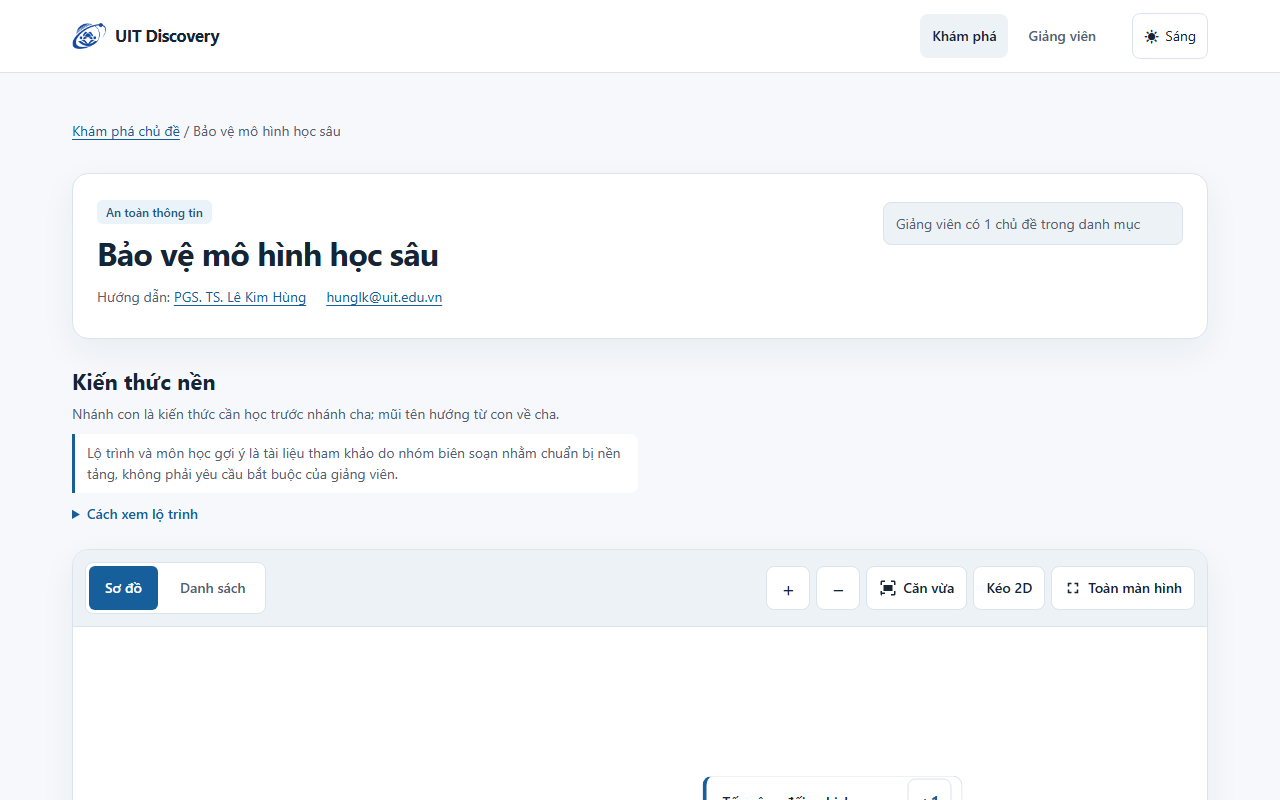 UIT Discovery
Khám phá
Giảng viên
Sáng
Khám phá chủ đề / Bảo vệ mô hình học sâu
An toàn thông tin
Bảo vệ mô hình học sâu
Hướng dẫn: PGS. TS. Lê Kim Hùng hunglk@uit.edu.vn
Giảng viên có 1 chủ đề trong danh mục
Kiến thức nền
Nhánh con là kiến thức cần học trước nhánh cha; mũi tên hướng từ con về cha.
Lộ trình và môn học gợi ý là tài liệu tham khảo do nhóm biên soạn nhằm chuẩn bị nền
tảng, không phải yêu cầu bắt buộc của giảng viên.
Cách xem lộ trình
Sơ đồ
Danh sách
+
−
Căn vừa
Kéo 2D
Toàn màn hình